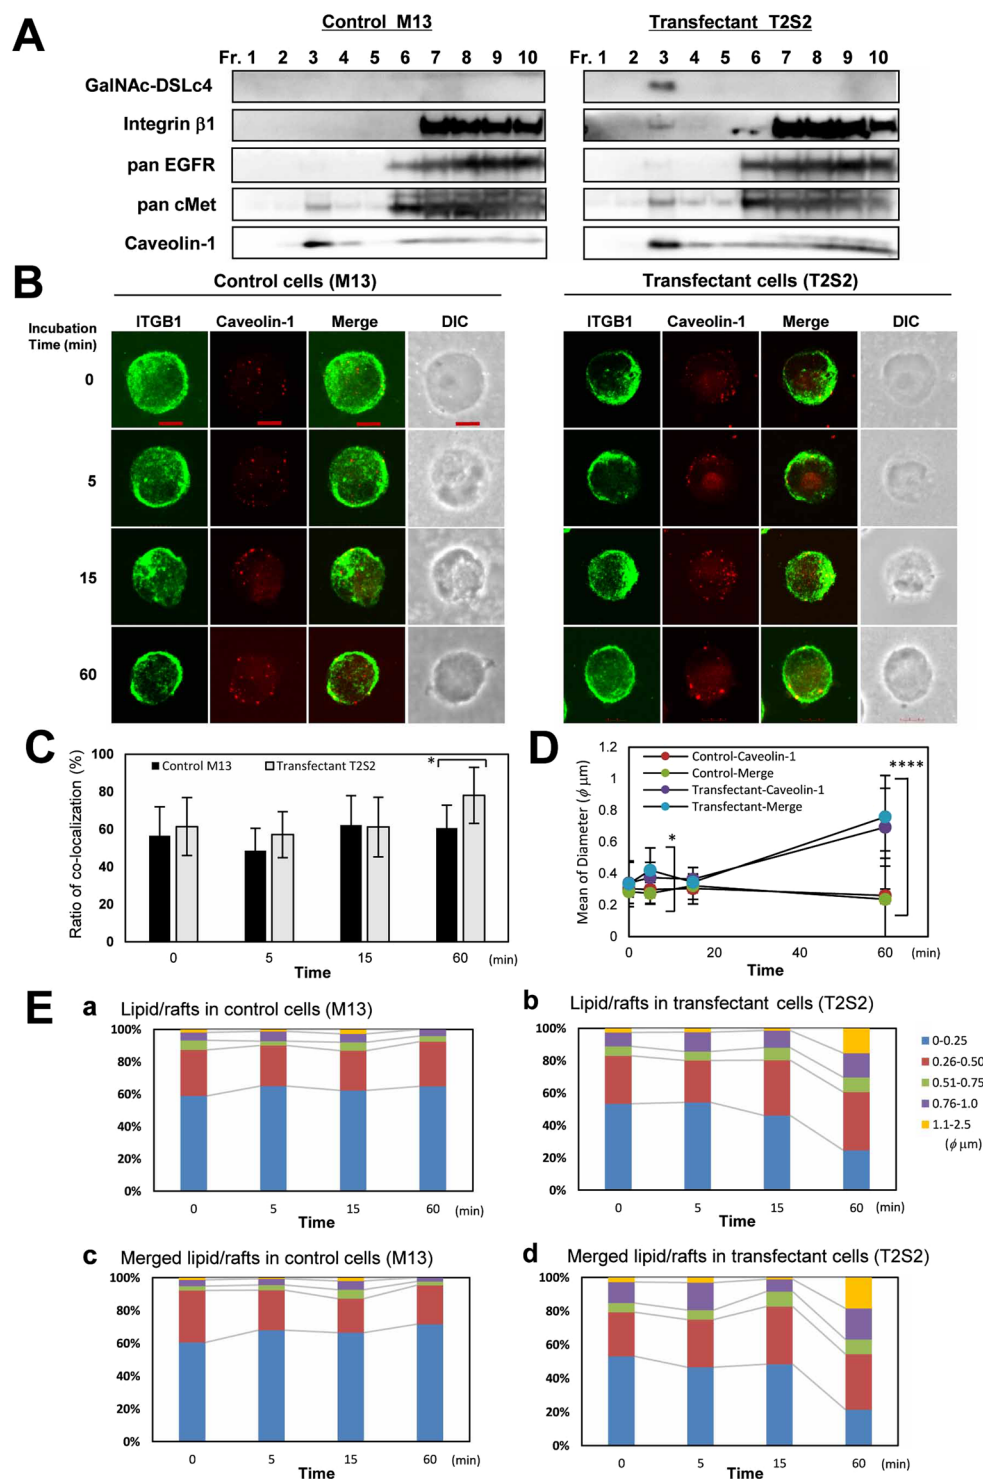 A
Control M13
Transfectant T2S2
Fr. 1 2 3 4 5 6 7 8 9 10
Fr. 1 2 3 4 5 6 7 8 9 10
GalNAc-DSLc4
Integrin β1
pan EGFR
pan cMet
Caveolin-1
B
Control cells (M13)
Transfectant cells (T2S2)
Incubation
Time (min)
ITGB1 Caveolin-1 Merge DIC
ITGB1 Caveolin-1 Merge DIC
0
5
15
60
C
Ratio of co-localization (%)
100
80
60
40
20
0
Control M13
Transfectant T2S2
*
0 5 15 60 (min)
Time
D
Mean of Diameter (ϕ μm)
1.2
1
0.8
0.6
0.4
0.2
0
Control-Caveolin-1
Control-Merge
Transfectant-Caveolin-1
Transfectant-Merge
*
****
0 20 40 60 (min)
Time
E
a Lipid/rafts in control cells (M13)
100%
80%
60%
40%
20%
0%
0 5 15 60 (min)
Time
b Lipid/rafts in transfectant cells (T2S2)
100%
80%
60%
40%
20%
0%
0 5 15 60 (min)
Time
0-0.25
0.26-0.50
0.51-0.75
0.76-1.0
1.1-2.5
(ϕ μm)
c Merged lipid/rafts in control cells (M13)
100%
80%
60%
40%
20%
0%
0 5 15 60 (min)
Time
d Merged lipid/rafts in transfectant cells (T2S2)
100%
80%
60%
40%
20%
0%
0 5 15 60 (min)
Time